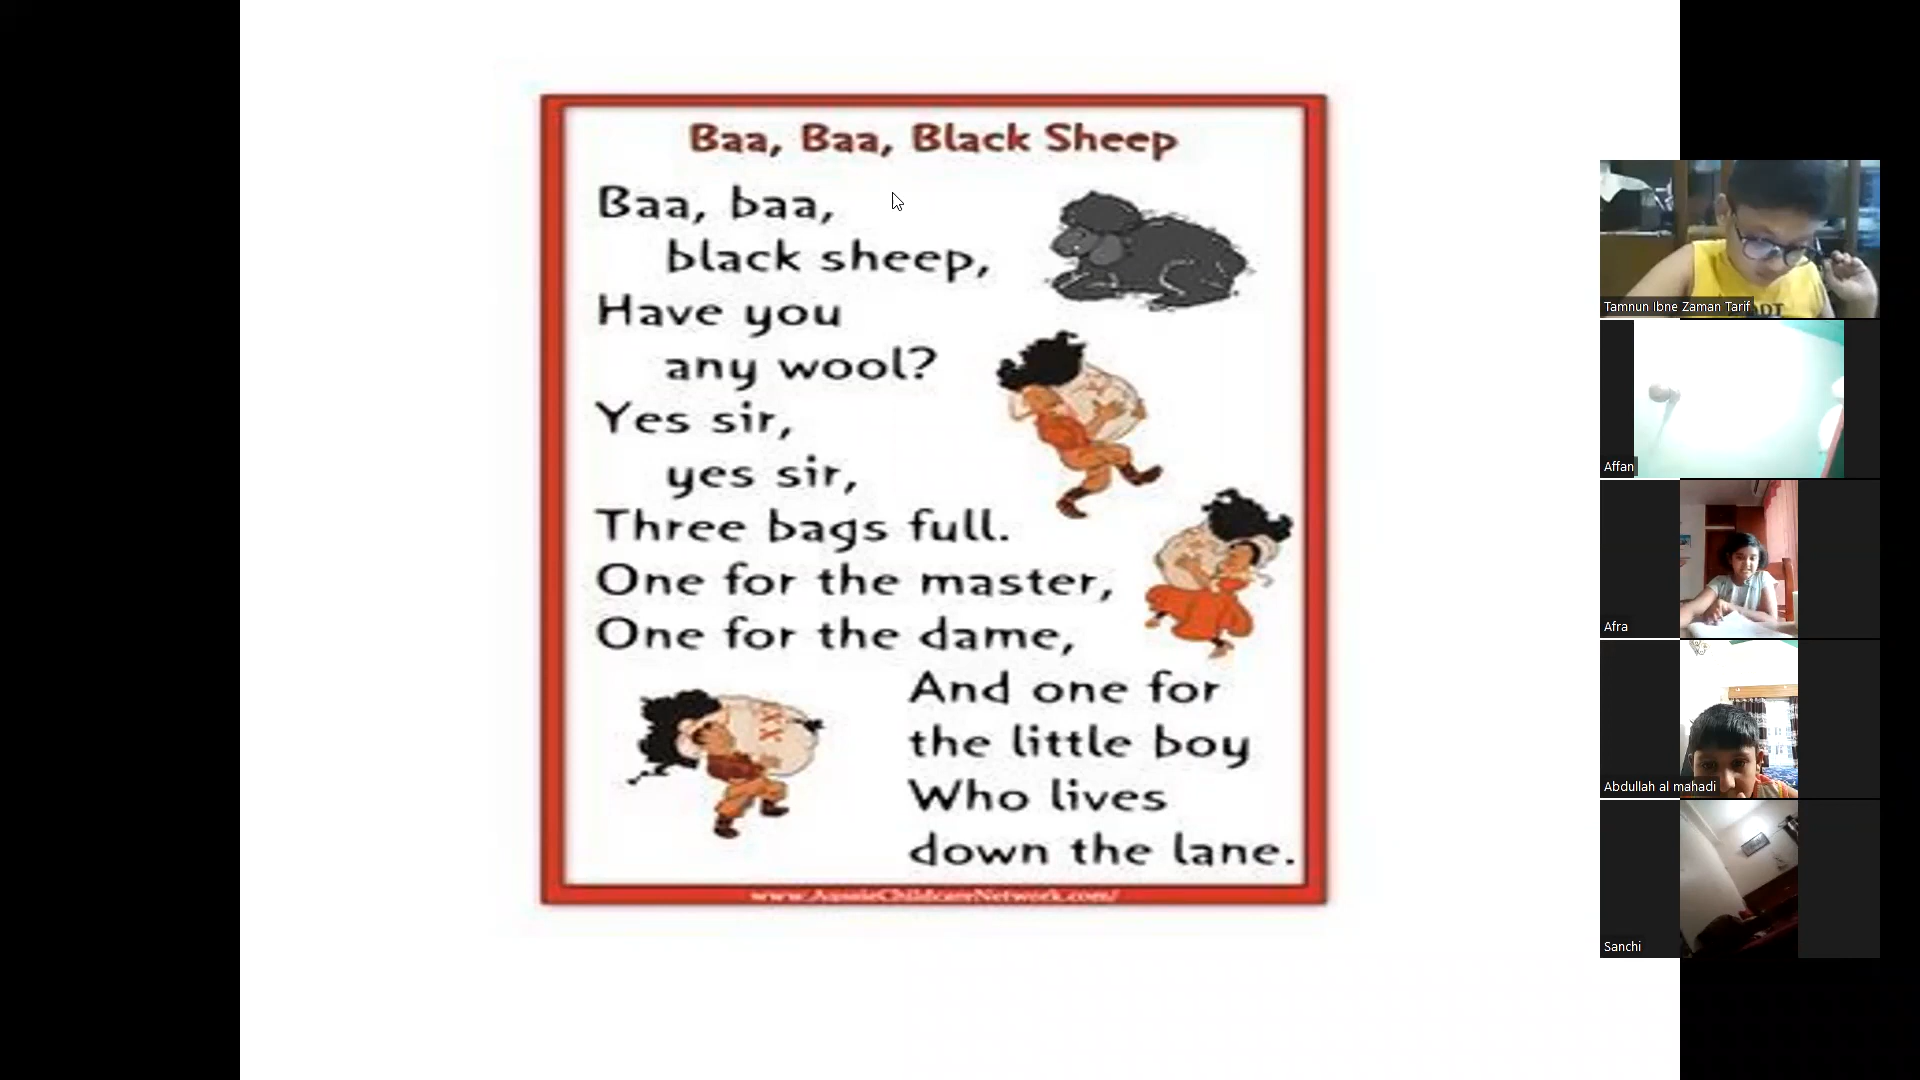 Baa, Baa, Black Sheep
Baa, baa,
black sheep,
Have you
any wool?
Yes sir,
yes sir,
Three bags full.
One for the master,
One for the dame,
And one for
the little boy
Who lives
down the lane.
www.AussieChildcareNetwork.com/
Tamnun Ibne Zaman Tarif
Affan
Afra
Abdullah al mahadi
Sanchi